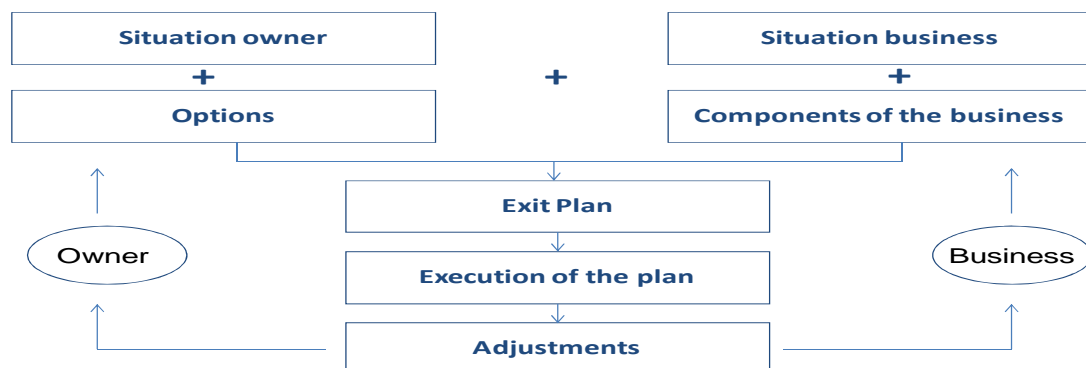 Situation owner
Situation business
+
+
+
Options
Components of the business
Exit Plan
Owner
Business
Execution of the plan
Adjustments